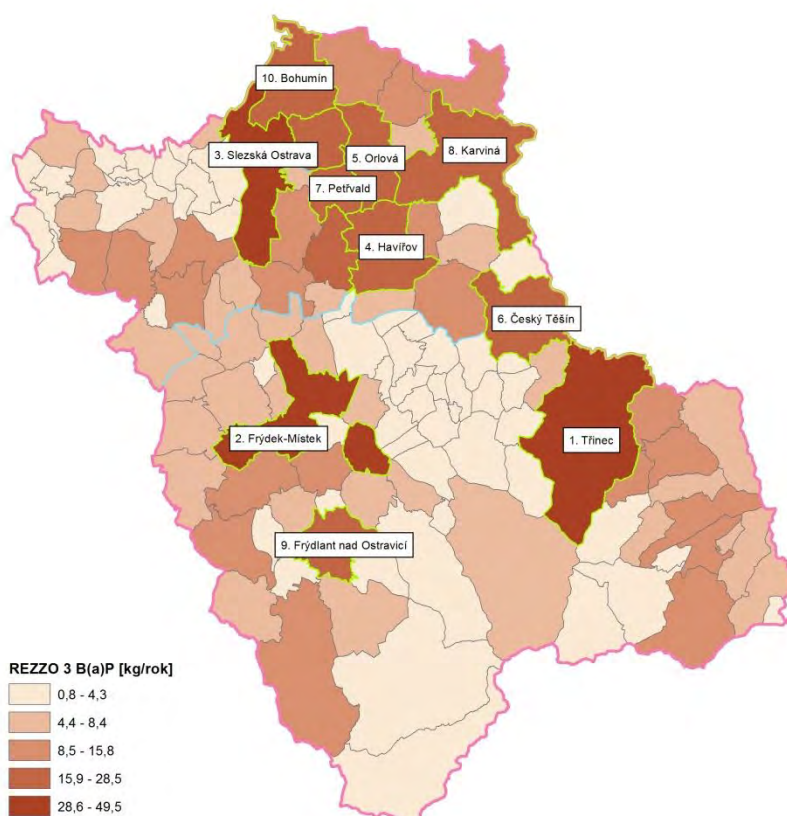 10. Bohumín
3. Slezská Ostrava
5. Orlová
8. Karviná
7. Petřvald
4. Havířov
6. Český Těšín
2. Frýdek-Místek
1. Třinec
9. Frýdlant nad Ostravicí
REZZO 3 B(a)P [kg/rok]
0,8 - 4,3
4,4 - 8,4
8,5 - 15,8
15,9 - 28,5
28,6 - 49,5